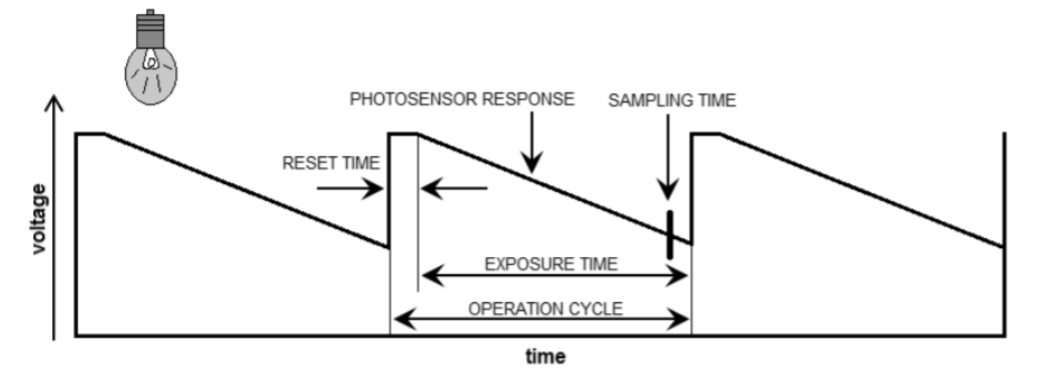 PHOTOSENSOR RESPONSE
SAMPLING TIME
RESET TIME
voltage
EXPOSURE TIME
OPERATION CYCLE
time